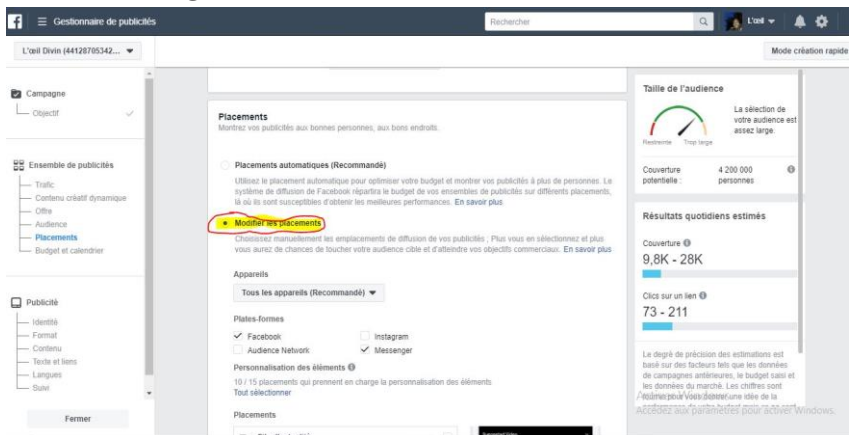 Gestionnaire de publicités
Rechercher
L'œil
L'œil Divin (44128705342...
Mode création rapide
Campagne
Objectif
Ensemble de publicités
Trafic
Contenu créatif dynamique
Offre
Audience
Placements
Budget et calendrier
Publicité
Identité
Format
Contenu
Texte et liens
Langues
Suivi
Fermer
Placements
Montrez vos publicités aux bonnes personnes, aux bons endroits.
Placements automatiques (Recommandé)
Utilisez le placement automatique pour optimiser votre budget et montrer vos publicités à plus de personnes. Le
système de diffusion de Facebook répartira le budget de vos ensembles de publicités sur différents placements,
là où ils sont susceptibles d'obtenir les meilleures performances. En savoir plus
Modifier les placements
Choisissez manuellement les emplacements de diffusion de vos publicités ; Plus vous en sélectionnez et plus
vous aurez de chances de toucher votre audience cible et d'atteindre vos objectifs commerciaux. En savoir plus
Appareils
Tous les appareils (Recommandé)
Plates-formes
Facebook
Instagram
Audience Network
Messenger
Personnalisation des éléments
10 / 15 placements qui prennent en charge la personnalisation des éléments
Tout sélectionner
Placements
Taille de l'audience
La sélection de
votre audience est
assez large.
Restreinte
Trop large
Couverture
potentielle :
4 200 000
personnes
Résultats quotidiens estimés
Couverture
9,8K - 28K
Clics sur un lien
73 - 211
Le degré de précision des estimations est
basé sur des facteurs tels que les données
de campagnes antérieures, le budget saisi et
les données du marché. Les chiffres sont
fournis pour vous donner une idée de la
Accédez aux paramètres pour activer Windows.